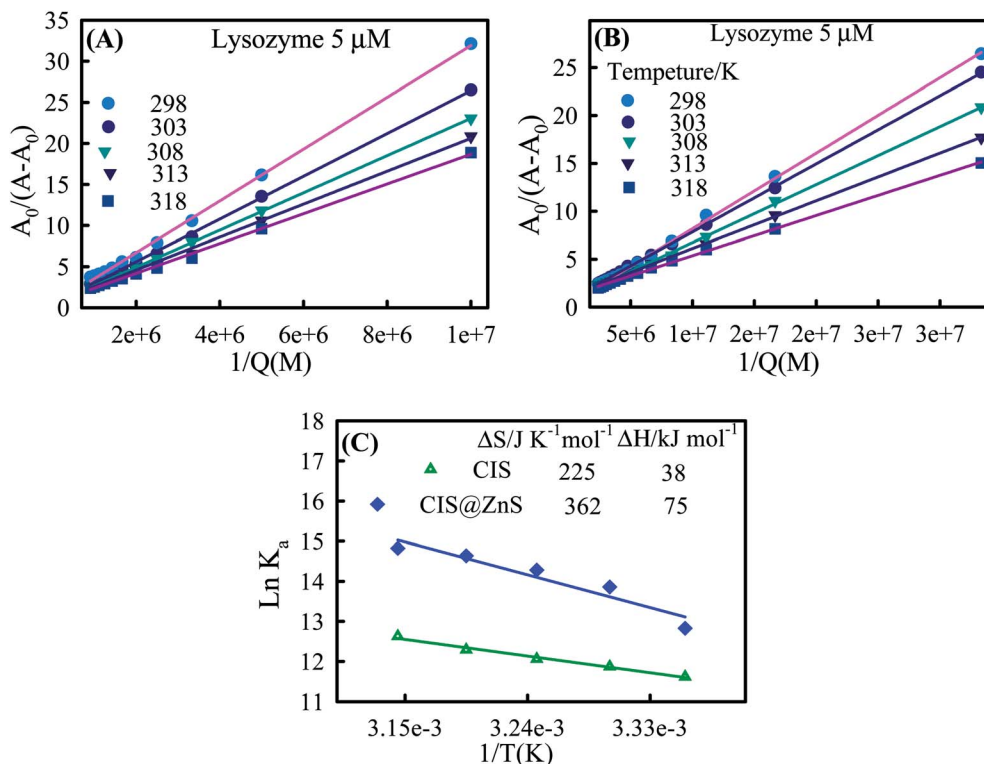 (A)
Lysozyme 5 μM
298
303
308
313
318
35
30
25
20
15
10
5
0
A₀/(A-A₀)
2e+6 4e+6 6e+6 8e+6 1e+7
1/Q(M)
(B)
Lysozyme 5 μM
Tempeture/K
298
303
308
313
318
25
20
15
10
5
0
A₀/(A-A₀)
5e+6 1e+7 2e+7 2e+7 3e+7 3e+7
1/Q(M)
(C)
ΔS/J K⁻¹mol⁻¹ ΔH/kJ mol⁻¹
CIS 225 38
CIS@ZnS 362 75
18
17
16
15
14
13
12
11
Ln Kₐ
3.15e-3 3.24e-3 3.33e-3
1/T(K)